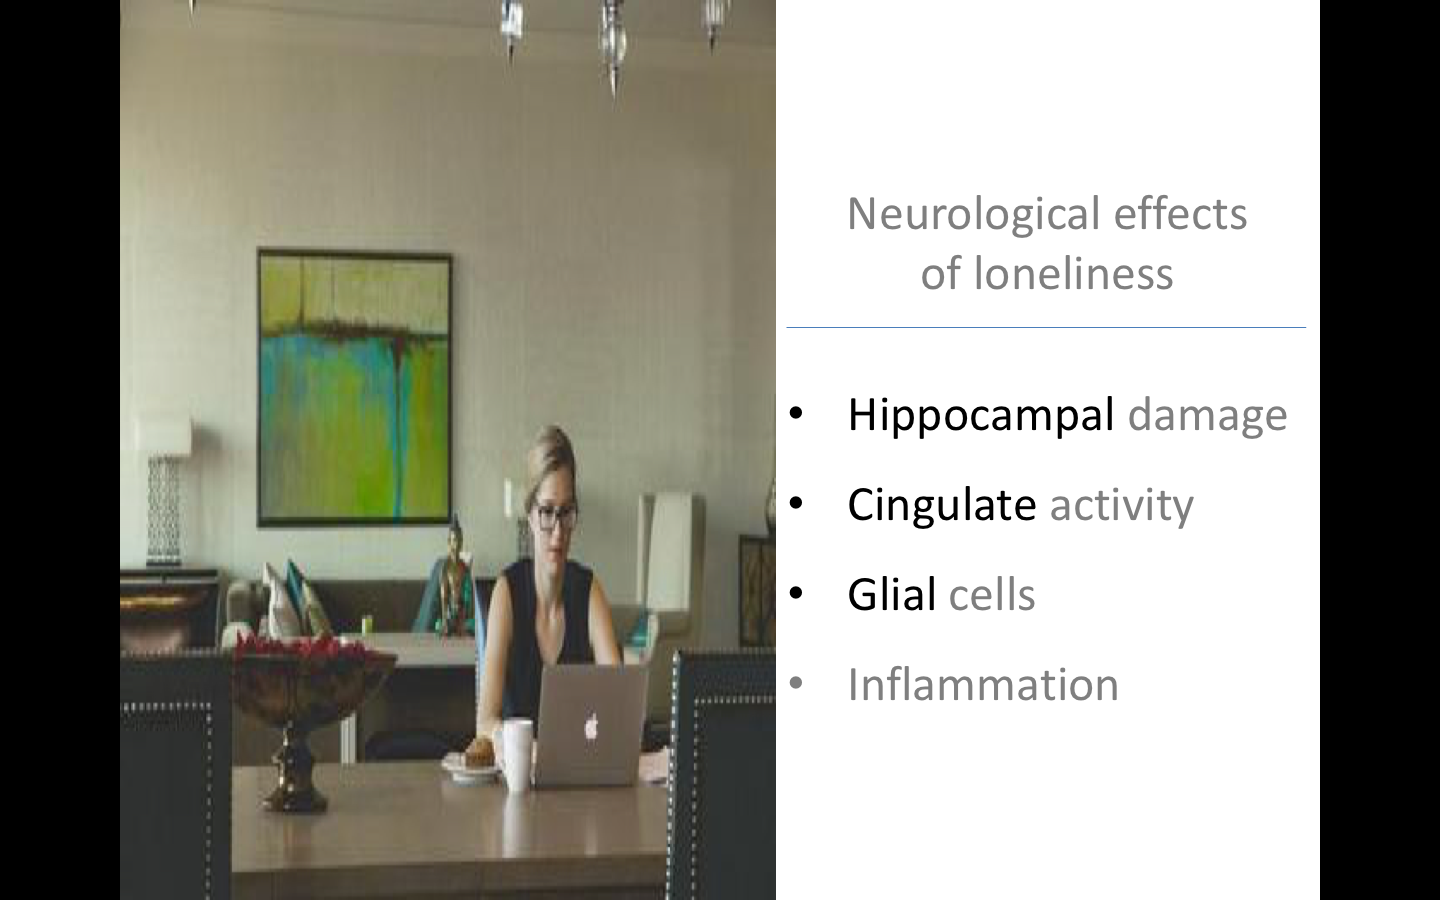 Neurological effects
of loneliness
• Hippocampal damage
• Cingulate activity
• Glial cells
• Inflammation